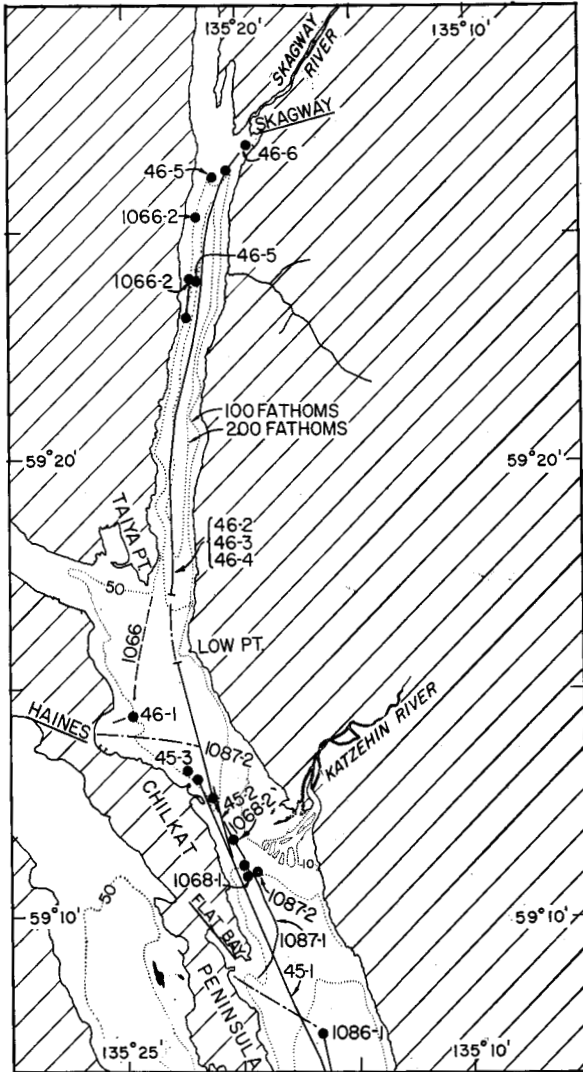 135°20'
135°10'
SKAGWAY
RIVER
SKAGWAY
46-6
46-5
1066-2
46-5
1066-2
100 FATHOMS
200 FATHOMS
59°20'
59°20'
TAIYA PT.
46-2
46-3
46-4
50
1066
LOW PT.
46-1
HAINES
1087-2
KATZEHIN RIVER
45-3
CHILKAT
45-2
1068-2
10
1068-1
1087-2
50
59°10'
59°10'
FLAT BAY
1087-1
45-1
PENINSULA
1086-1
135°25'
135°10'